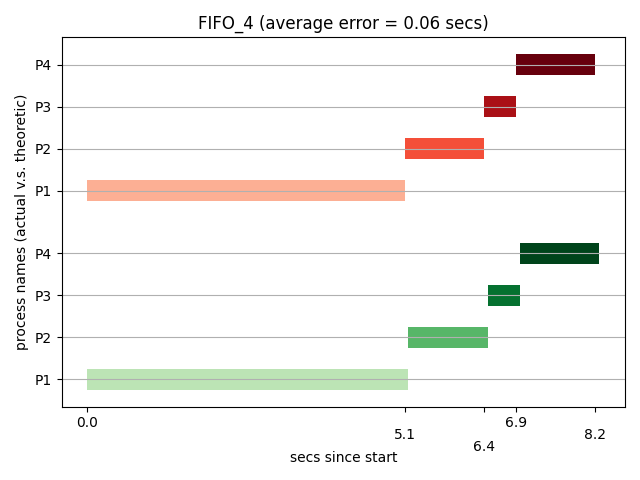 FIFO_4 (average error = 0.06 secs)
process names (actual v.s. theoretic)
P4
P3
P2
P1
P4
P3
P2
P1
0.0 5.1 6.9 8.2
6.4
secs since start